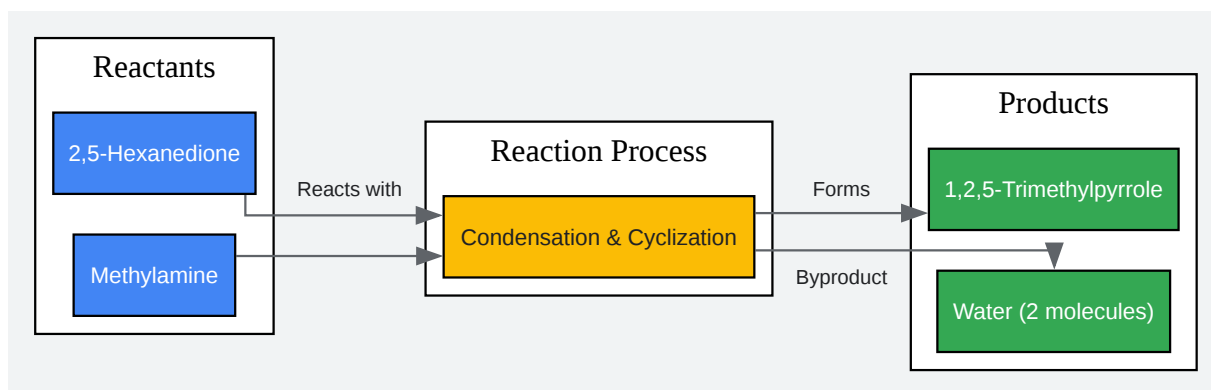 Reactants
2,5-Hexanedione
Methylamine
Reacts with
Reaction Process
Condensation & Cyclization
Forms
Byproduct
Products
1,2,5-Trimethylpyrrole
Water (2 molecules)